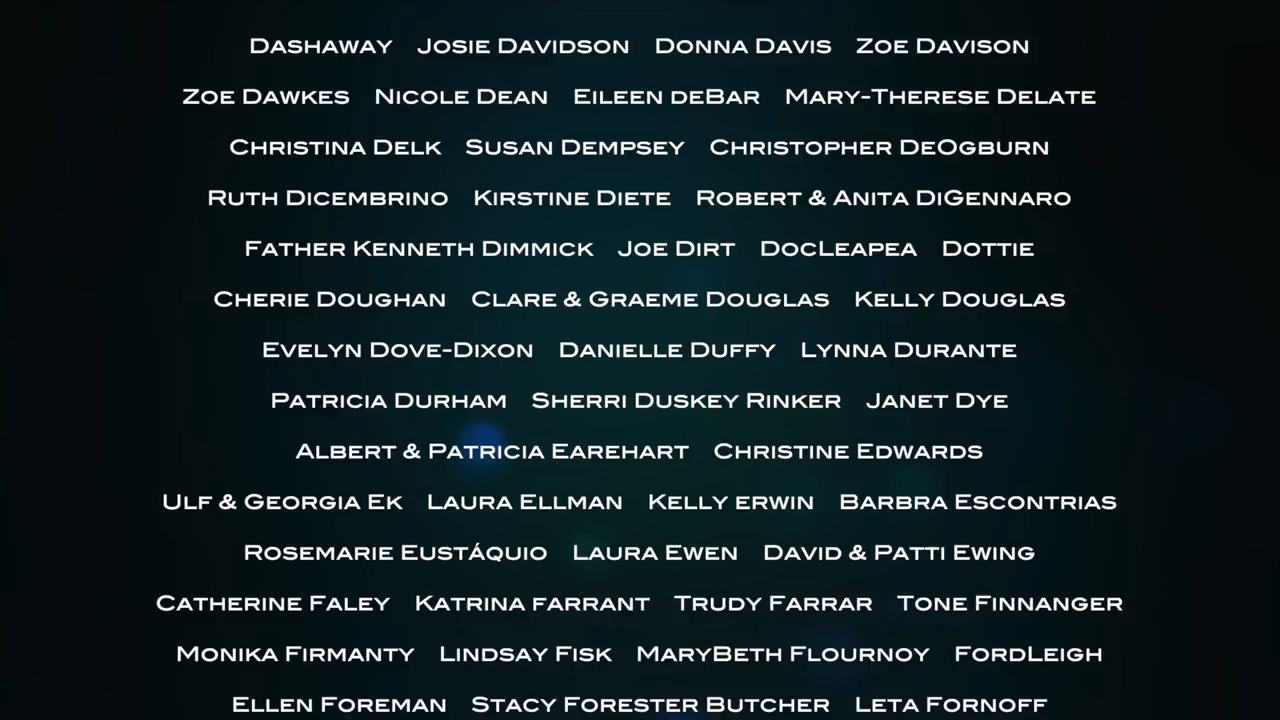 Dashaway Josie Davidson Donna Davis Zoe Davison
Zoe Dawkes Nicole Dean Eileen deBar Mary-Therese Delate
Christina Delk Susan Dempsey Christopher DeOgburn
Ruth Dicembrino Kirstine Diete Robert & Anita DiGennaro
Father Kenneth Dimmick Joe Dirt DocLeapea Dottie
Cherie Doughan Clare & Graeme Douglas Kelly Douglas
Evelyn Dove-Dixon Danielle Duffy Lynna Durante
Patricia Durham Sherri Duskey Rinker Janet Dye
Albert & Patricia Earehart Christine Edwards
Ulf & Georgia Ek Laura Ellman Kelly erwin Barbra Escontrias
Rosemarie Eustáquio Laura Ewen David & Patti Ewing
Catherine Faley Katrina farrant Trudy Farrar Tone Finnanger
Monika Firmanty Lindsay Fisk MaryBeth Flournoy FordLeigh
Ellen Foreman Stacy Forester Butcher Leta Fornoff